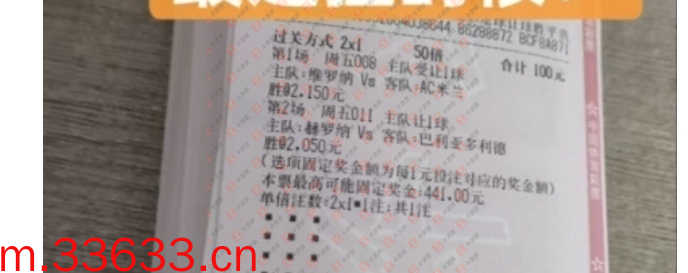 过关方式 2x1 50倍 合计 100元
第1场 周五008 主队受让1球
主队:维罗纳 Vs 客队:AC米兰
胜@2.150元
第2场 周五011 主队让1球
主队:赫罗纳 Vs 客队:巴利亚多利德
胜@2.050元
(选项固定奖金额为每1元投注对应的奖金额)
本票最高可能固定奖金:441.00元
单倍注数:2x1*1注;共1注
m.33633.cn